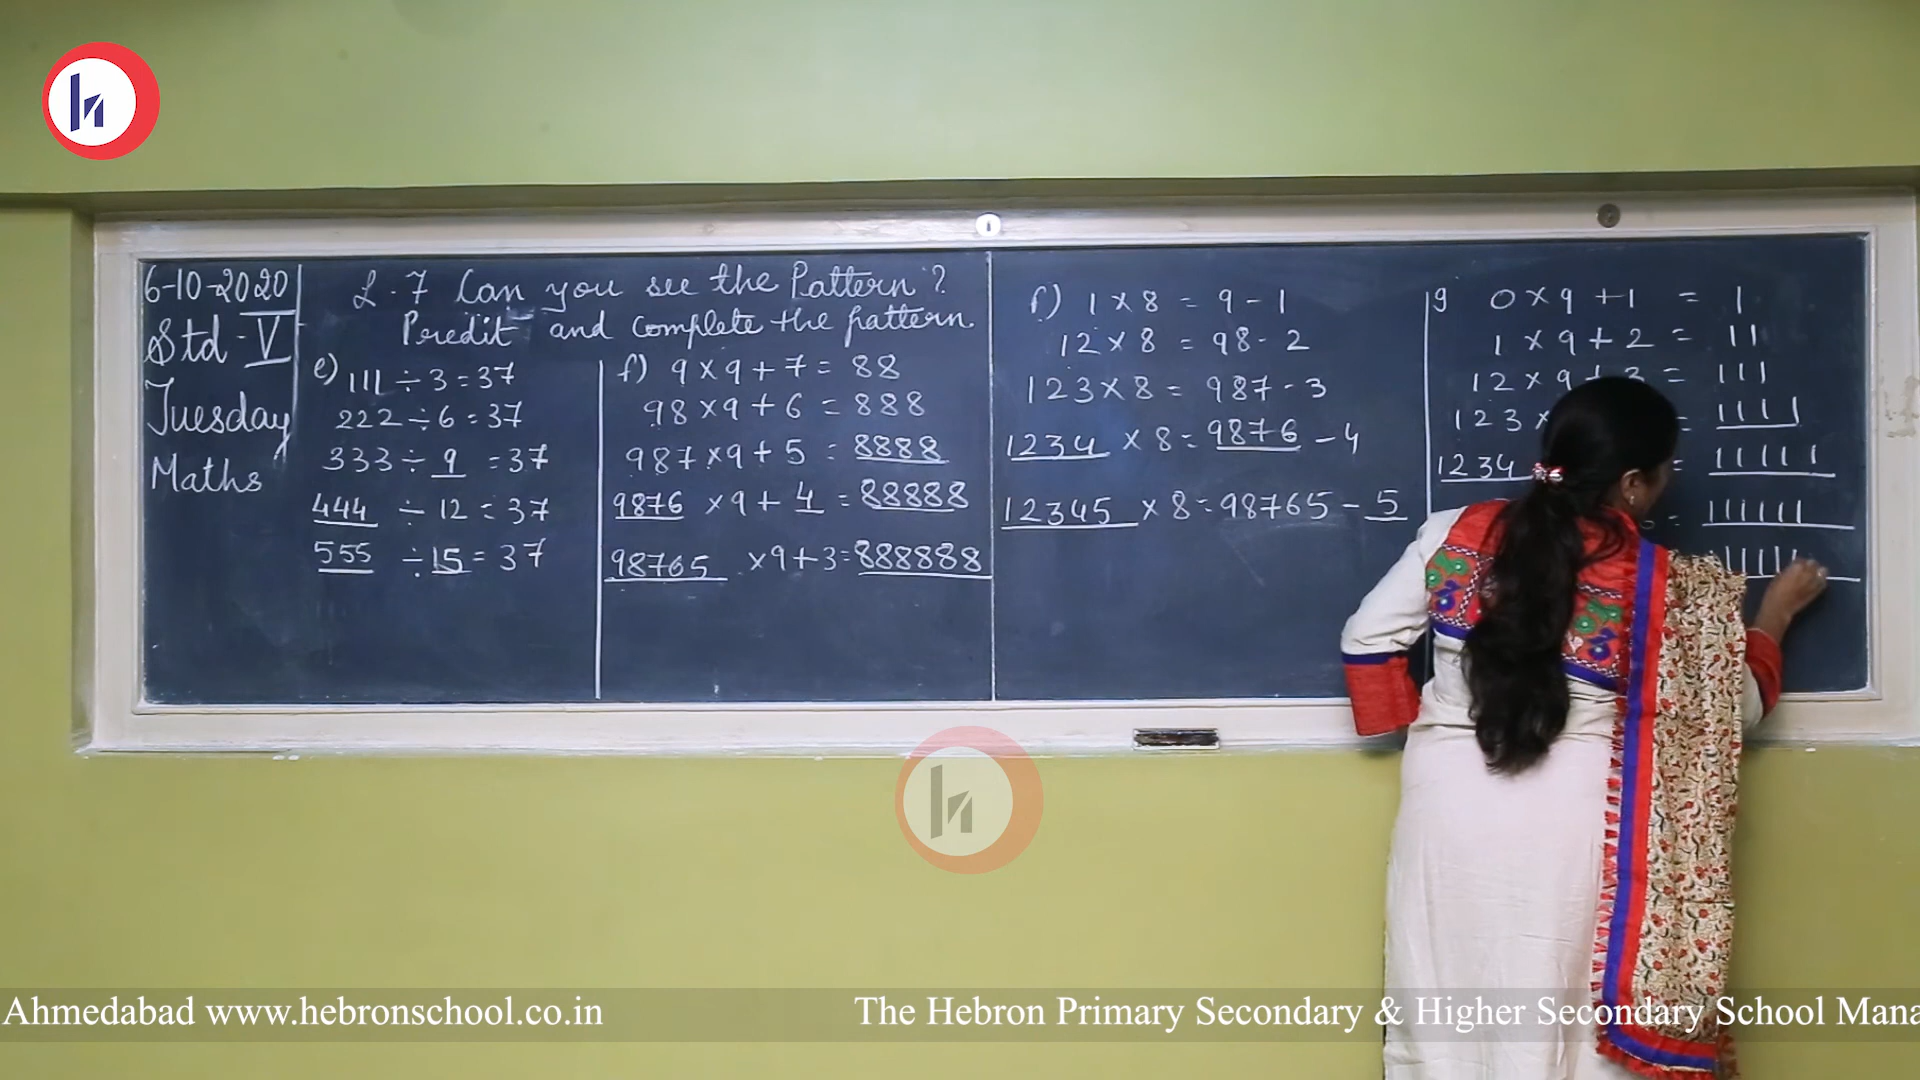 6-10-2020
Std - V
Tuesday
Maths
L.7 Can you see the Pattern?
Predit and complete the pattern.
e) 111 ÷ 3 = 37
222 ÷ 6 = 37
333 ÷ 9 = 37
444 ÷ 12 = 37
555 ÷ 15 = 37
f) 9 × 9 + 7 = 88
98 × 9 + 6 = 888
987 × 9 + 5 = 8888
9876 × 9 + 4 = 88888
98765 × 9 + 3 = 888888
f) 1 × 8 = 9 - 1
12 × 8 = 98 - 2
123 × 8 = 987 - 3
1234 × 8 = 9876 - 4
12345 × 8 = 98765 - 5
g 0 × 9 + 1 = 1
1 × 9 + 2 = 11
12 × 9 + 3 = 111
123 × = 1111
1234 = 11111
= 111111
Ahmedabad www.hebronschool.co.in
The Hebron Primary Secondary & Higher Secondary School Mana